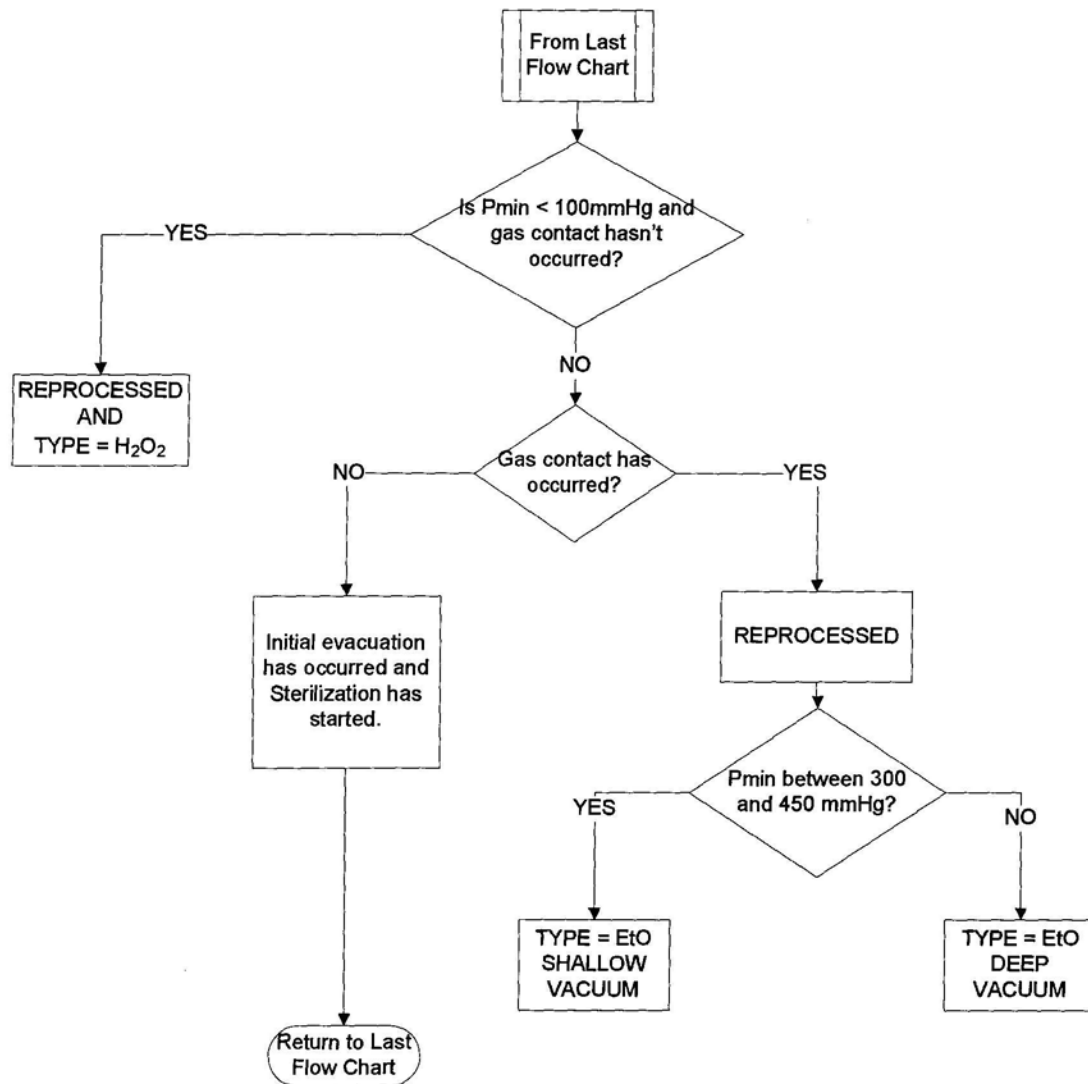 From Last
Flow Chart
Is Pmin < 100mmHg and
gas contact hasn't
occurred?
YES
NO
REPROCESSED
AND
TYPE = H₂O₂
Gas contact has
occurred?
NO
YES
Initial evacuation
has occurred and
Sterilization has
started.
REPROCESSED
Pmin between 300
and 450 mmHg?
YES
NO
TYPE = EtO
SHALLOW
VACUUM
TYPE = EtO
DEEP
VACUUM
Return to Last
Flow Chart